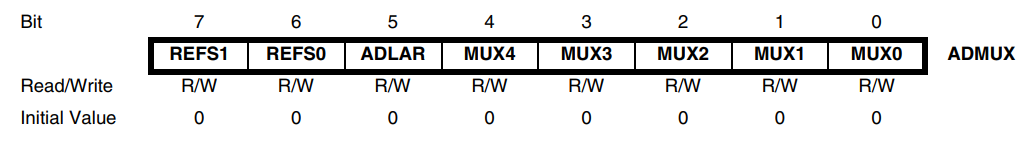 Bit 7 6 5 4 3 2 1 0
REFS1 REFS0 ADLAR MUX4 MUX3 MUX2 MUX1 MUX0 ADMUX
Read/Write R/W R/W R/W R/W R/W R/W R/W R/W
Initial Value 0 0 0 0 0 0 0 0